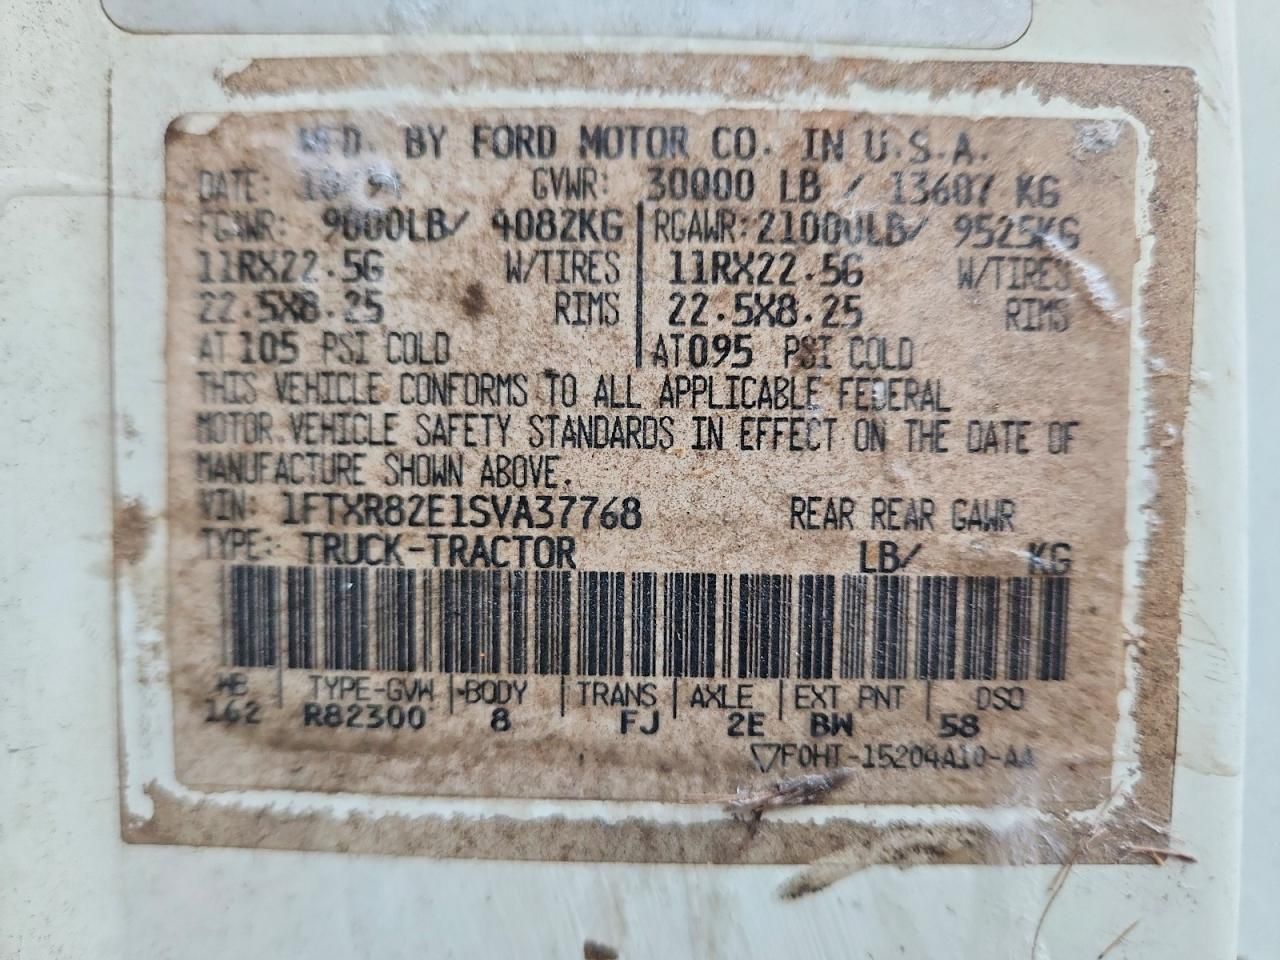 MFD. BY FORD MOTOR CO. IN U.S.A.
DATE: 10/94 GVWR: 30000 LB / 13607 KG
FGAWR: 9000LB/ 4082KG RGAWR: 21000LB/ 9525KG
11RX22.5G W/TIRES 11RX22.5G W/TIRES
22.5X8.25 RIMS 22.5X8.25 RIMS
AT 105 PSI COLD AT 095 PSI COLD
THIS VEHICLE CONFORMS TO ALL APPLICABLE FEDERAL
MOTOR VEHICLE SAFETY STANDARDS IN EFFECT ON THE DATE OF
MANUFACTURE SHOWN ABOVE.
VIN: 1FTXR82E1SVA37768 REAR REAR GAWR
TYPE: TRUCK-TRACTOR LB/ KG
WB TYPE-GVW BODY TRANS AXLE EXT PNT DSO
162 R82300 8 FJ 2E BW 58
▽F0HT-15204A10-AA